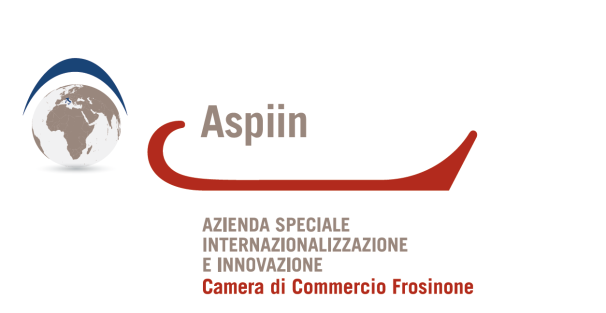 Aspiin
AZIENDA SPECIALE
INTERNAZIONALIZZAZIONE
E INNOVAZIONE
Camera di Commercio Frosinone